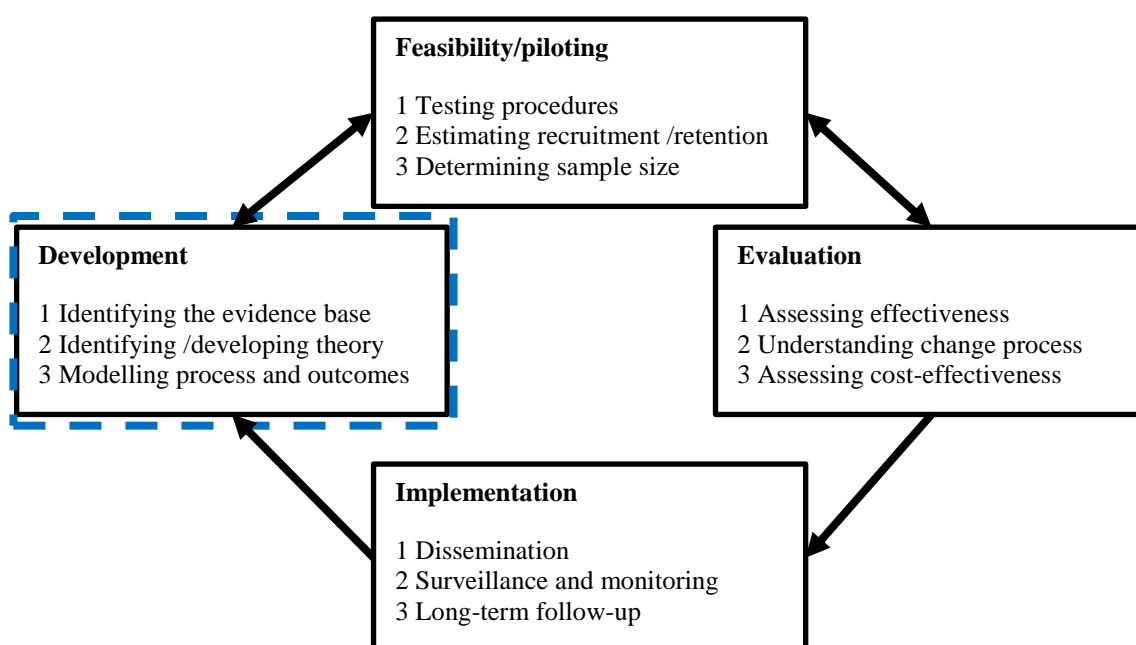 Feasibility/piloting
1 Testing procedures
2 Estimating recruitment /retention
3 Determining sample size
Development
1 Identifying the evidence base
2 Identifying /developing theory
3 Modelling process and outcomes
Evaluation
1 Assessing effectiveness
2 Understanding change process
3 Assessing cost-effectiveness
Implementation
1 Dissemination
2 Surveillance and monitoring
3 Long-term follow-up